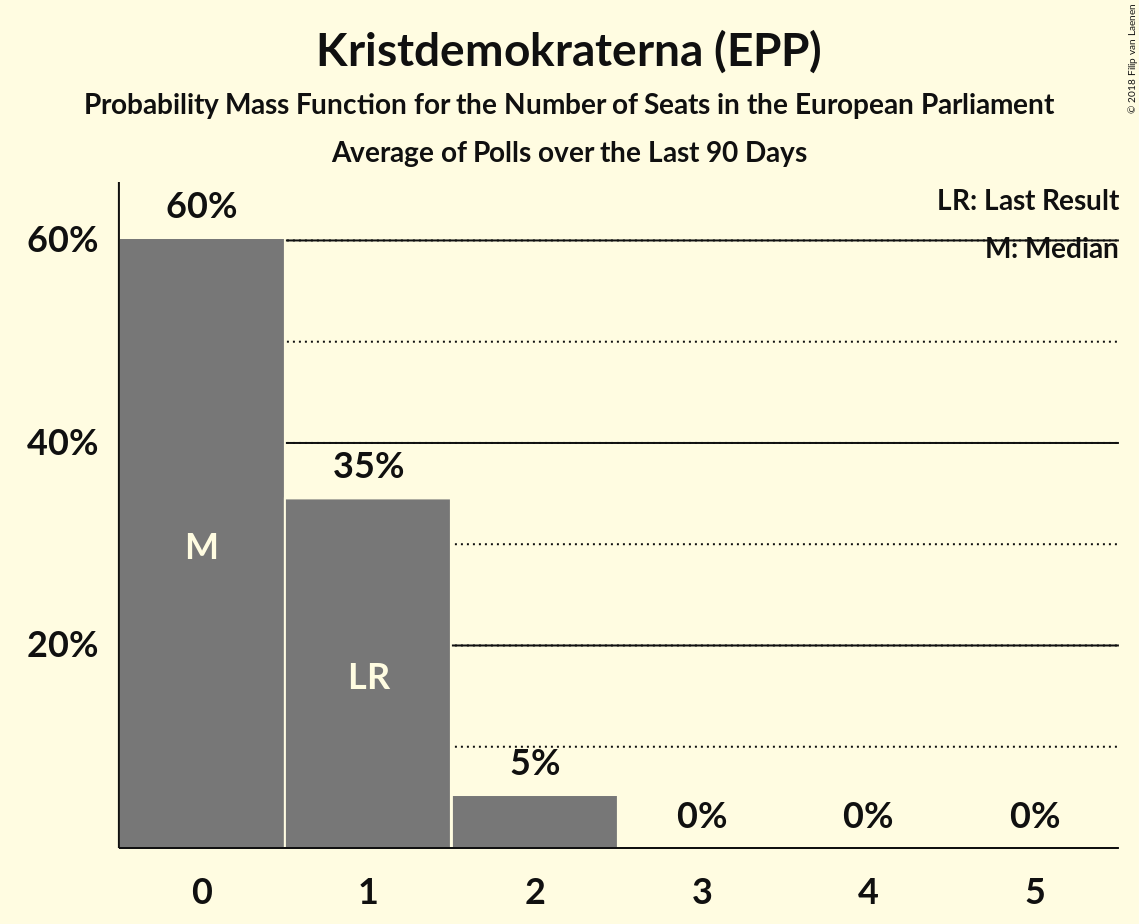 Kristdemokraterna (EPP)
Probability Mass Function for the Number of Seats in the European Parliament
Average of Polls over the Last 90 Days
© 2018 Filip van Laenen
LR: Last Result
M: Median
60%
40%
20%
60%
35%
5%
0%
0%
0%
M
LR
0
1
2
3
4
5